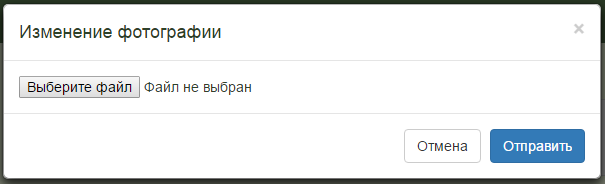 Изменение фотографии ×
Выберите файл Файл не выбран
Отмена Отправить